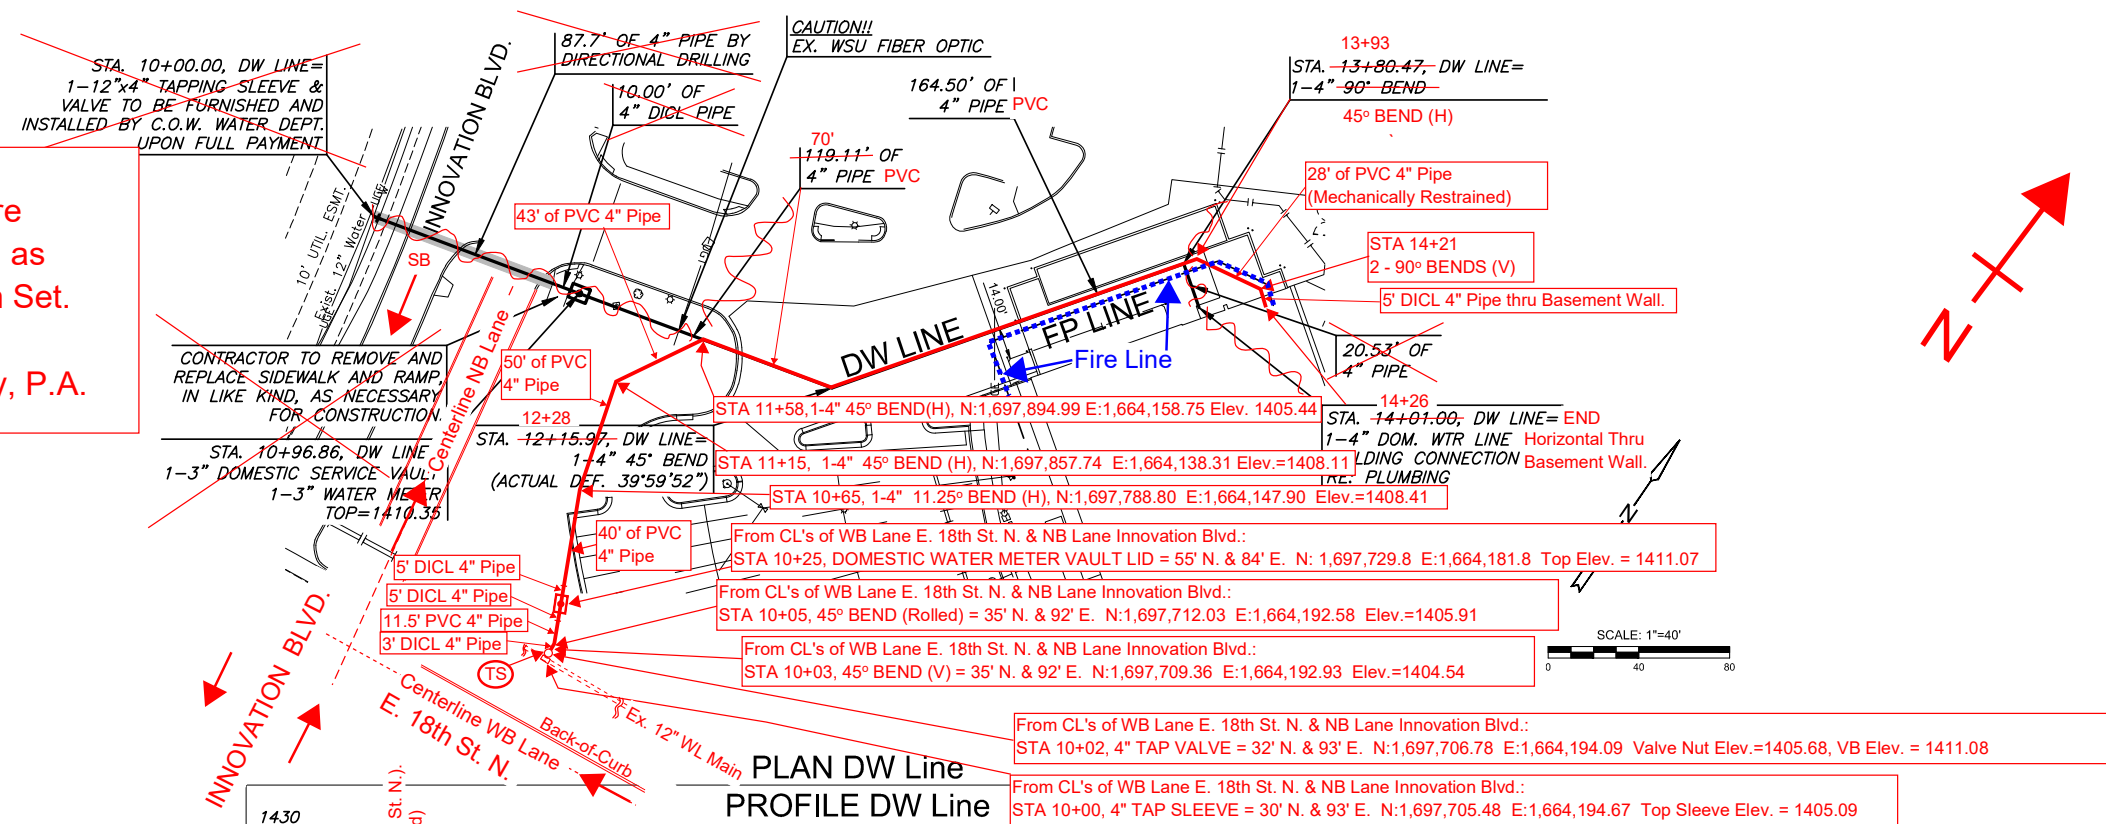 STA. 10+00.00, DW LINE=
1-12"x4" TAPPING SLEEVE &
VALVE TO BE FURNISHED AND
INSTALLED BY C.O.W. WATER DEPT.
UPON FULL PAYMENT
re
as
n Set.
y, P.A.
87.7' OF 4" PIPE BY
DIRECTIONAL DRILLING
10.00' OF
4" DICL PIPE
CAUTION!!
EX. WSU FIBER OPTIC
INNOVATION BLVD.
164.50' OF
4" PIPE PVC
70'
119.11' OF
4" PIPE PVC
13+93
STA. 13+80.47, DW LINE=
1-4" 90° BEND
45º BEND (H)
28' of PVC 4" Pipe
(Mechanically Restrained)
STA 14+21
2 - 90º BENDS (V)
5' DICL 4" Pipe thru Basement Wall.
43' of PVC 4" Pipe
10' UTIL. ESMT.
Exist. 12" Water
UGE
SB
Centerline NB Lane
14.00'
DW LINE
FP LINE
Fire Line
20.53' OF
4" PIPE
CONTRACTOR TO REMOVE AND
REPLACE SIDEWALK AND RAMP,
IN LIKE KIND, AS NECESSARY
FOR CONSTRUCTION.
50' of PVC
4" Pipe
STA 11+58,1-4" 45º BEND(H), N:1,697,894.99 E:1,664,158.75 Elev. 1405.44
14+26
STA. 14+01.00, DW LINE= END
1-4" DOM. WTR LINE Horizontal Thru
LDING CONNECTION Basement Wall.
RE: PLUMBING
12+28
STA. 12+15.97, DW LINE=
1-4" 45° BEND
(ACTUAL DEF. 39°59'52")
STA. 10+96.86, DW LINE
1-3" DOMESTIC SERVICE VAULT
1-3" WATER METER
TOP=1410.35
STA 11+15, 1-4" 45º BEND (H), N:1,697,857.74 E:1,664,138.31 Elev.=1408.11
STA 10+65, 1-4" 11.25º BEND (H), N:1,697,788.80 E:1,664,147.90 Elev.=1408.41
N
N
40' of PVC
4" Pipe
From CL's of WB Lane E. 18th St. N. & NB Lane Innovation Blvd.:
STA 10+25, DOMESTIC WATER METER VAULT LID = 55' N. & 84' E. N: 1,697,729.8 E:1,664,181.8 Top Elev. = 1411.07
5' DICL 4" Pipe
5' DICL 4" Pipe
11.5' PVC 4" Pipe
3' DICL 4" Pipe
From CL's of WB Lane E. 18th St. N. & NB Lane Innovation Blvd.:
STA 10+05, 45º BEND (Rolled) = 35' N. & 92' E. N:1,697,712.03 E:1,664,192.58 Elev.=1405.91
From CL's of WB Lane E. 18th St. N. & NB Lane Innovation Blvd.:
STA 10+03, 45º BEND (V) = 35' N. & 92' E. N:1,697,709.36 E:1,664,192.93 Elev.=1404.54
SCALE: 1"=40'
0 40 80
TS
INNOVATION BLVD.
Centerline WB Lane
E. 18th St. N.
Back-of-Curb
Ex. 12" WL Main
From CL's of WB Lane E. 18th St. N. & NB Lane Innovation Blvd.:
STA 10+02, 4" TAP VALVE = 32' N. & 93' E. N:1,697,706.78 E:1,664,194.09 Valve Nut Elev.=1405.68, VB Elev. = 1411.08
From CL's of WB Lane E. 18th St. N. & NB Lane Innovation Blvd.:
STA 10+00, 4" TAP SLEEVE = 30' N. & 93' E. N:1,697,705.48 E:1,664,194.67 Top Sleeve Elev. = 1405.09
PLAN DW Line
PROFILE DW Line
1430
St. N.).